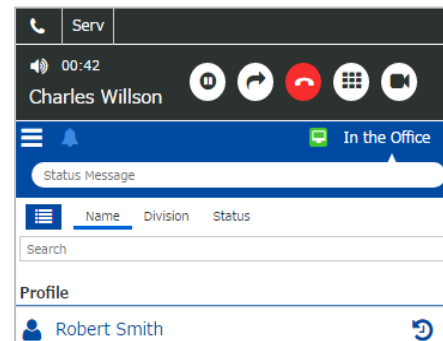 Serv
00:42
Charles Willson
In the Office
Status Message
Name Division Status
Search
Profile
Robert Smith